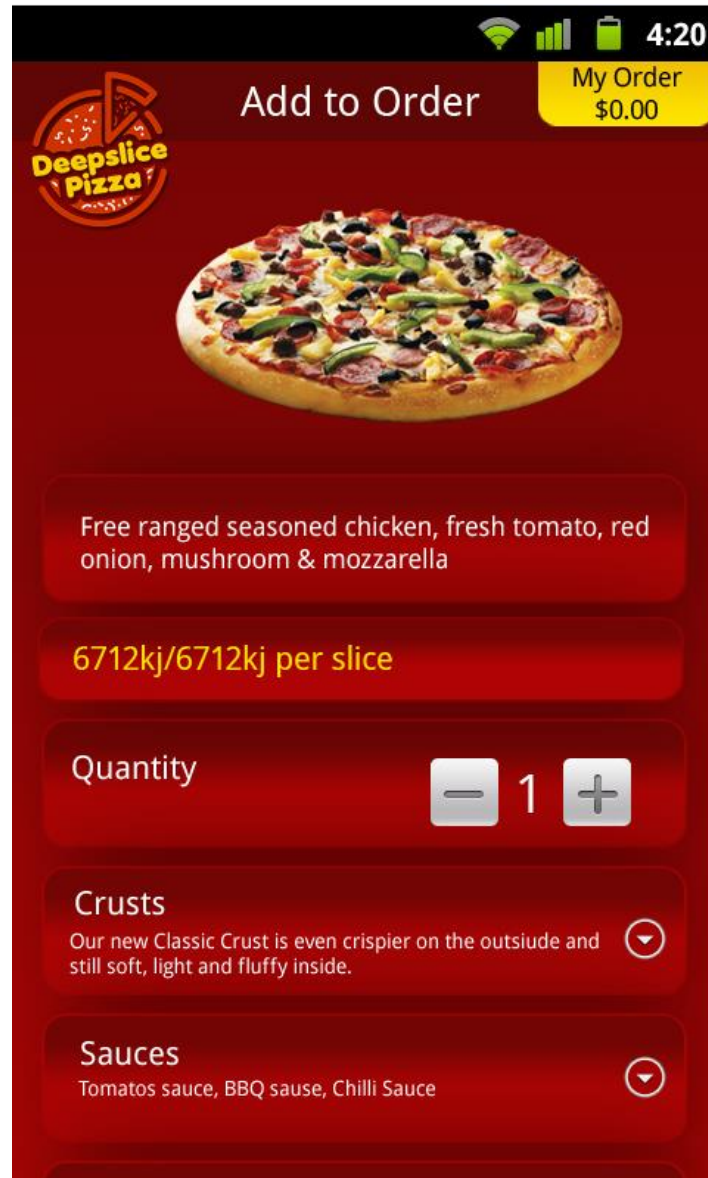 4:20
Deepslice
Pizza
Add to Order
My Order
$0.00
Free ranged seasoned chicken, fresh tomato, red
onion, mushroom & mozzarella
6712kj/6712kj per slice
Quantity
1
Crusts
Our new Classic Crust is even crispier on the outsiude and
still soft, light and fluffy inside.
Sauces
Tomatos sauce, BBQ sause, Chilli Sauce